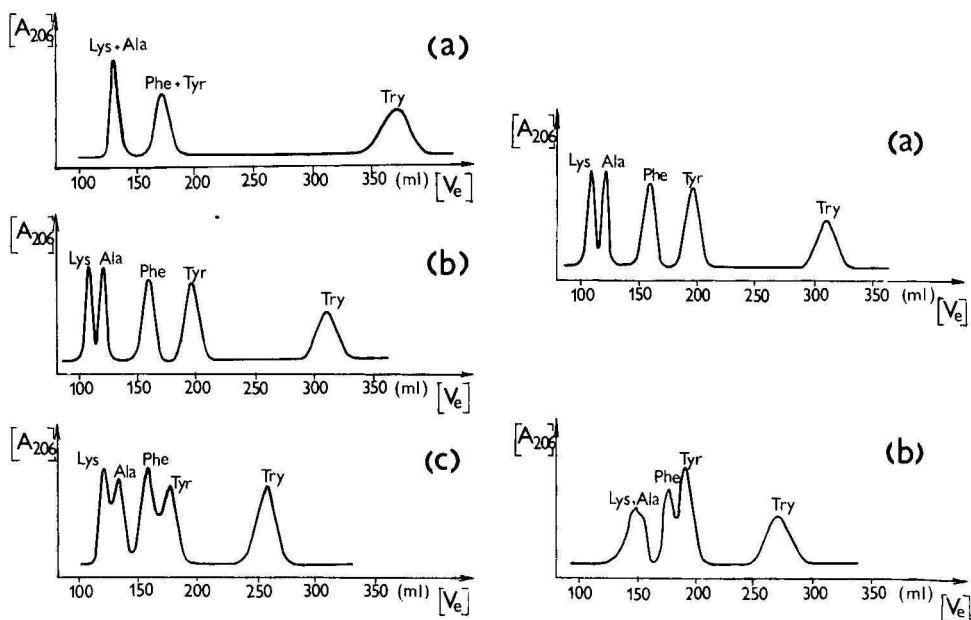 [A206]
(a)
Lys + Ala
Phe + Tyr
Try
100 150 200 250 300 350 (ml) [Ve]
[A206]
(b)
Lys Ala Phe Tyr Try
100 150 200 250 300 350 (ml)
[Ve]
[A206]
(c)
Lys Ala Phe Tyr Try
100 150 200 250 300 350 (ml)
[Ve]
[A206]
(a)
Lys Ala Phe Tyr Try
100 150 200 250 300 350 (ml)
[Ve]
[A206]
(b)
Lys, Ala Phe Tyr Try
100 150 200 250 300 350 (ml)
[Ve]